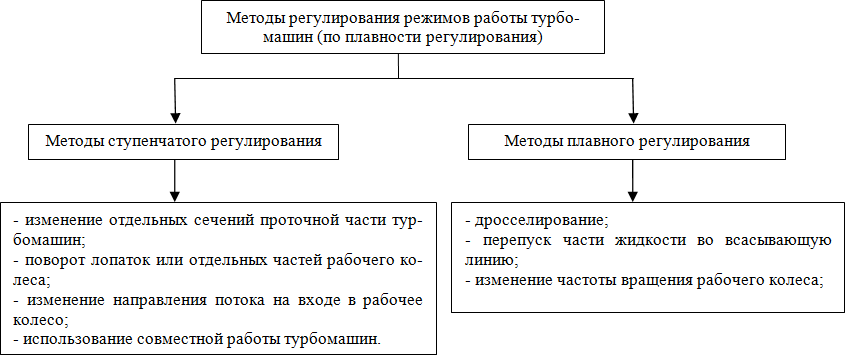 Методы регулирования режимов работы турбо-
машин (по плавности регулирования)
Методы ступенчатого регулирования
Методы плавного регулирования
- изменение отдельных сечений проточной части тур-
бомашин;
- поворот лопаток или отдельных частей рабочего ко-
леса;
- изменение направления потока на входе в рабочее
колесо;
- использование совместной работы турбомашин.
- дросселирование;
- перепуск части жидкости во всасывающую
линию;
- изменение частоты вращения рабочего колеса;